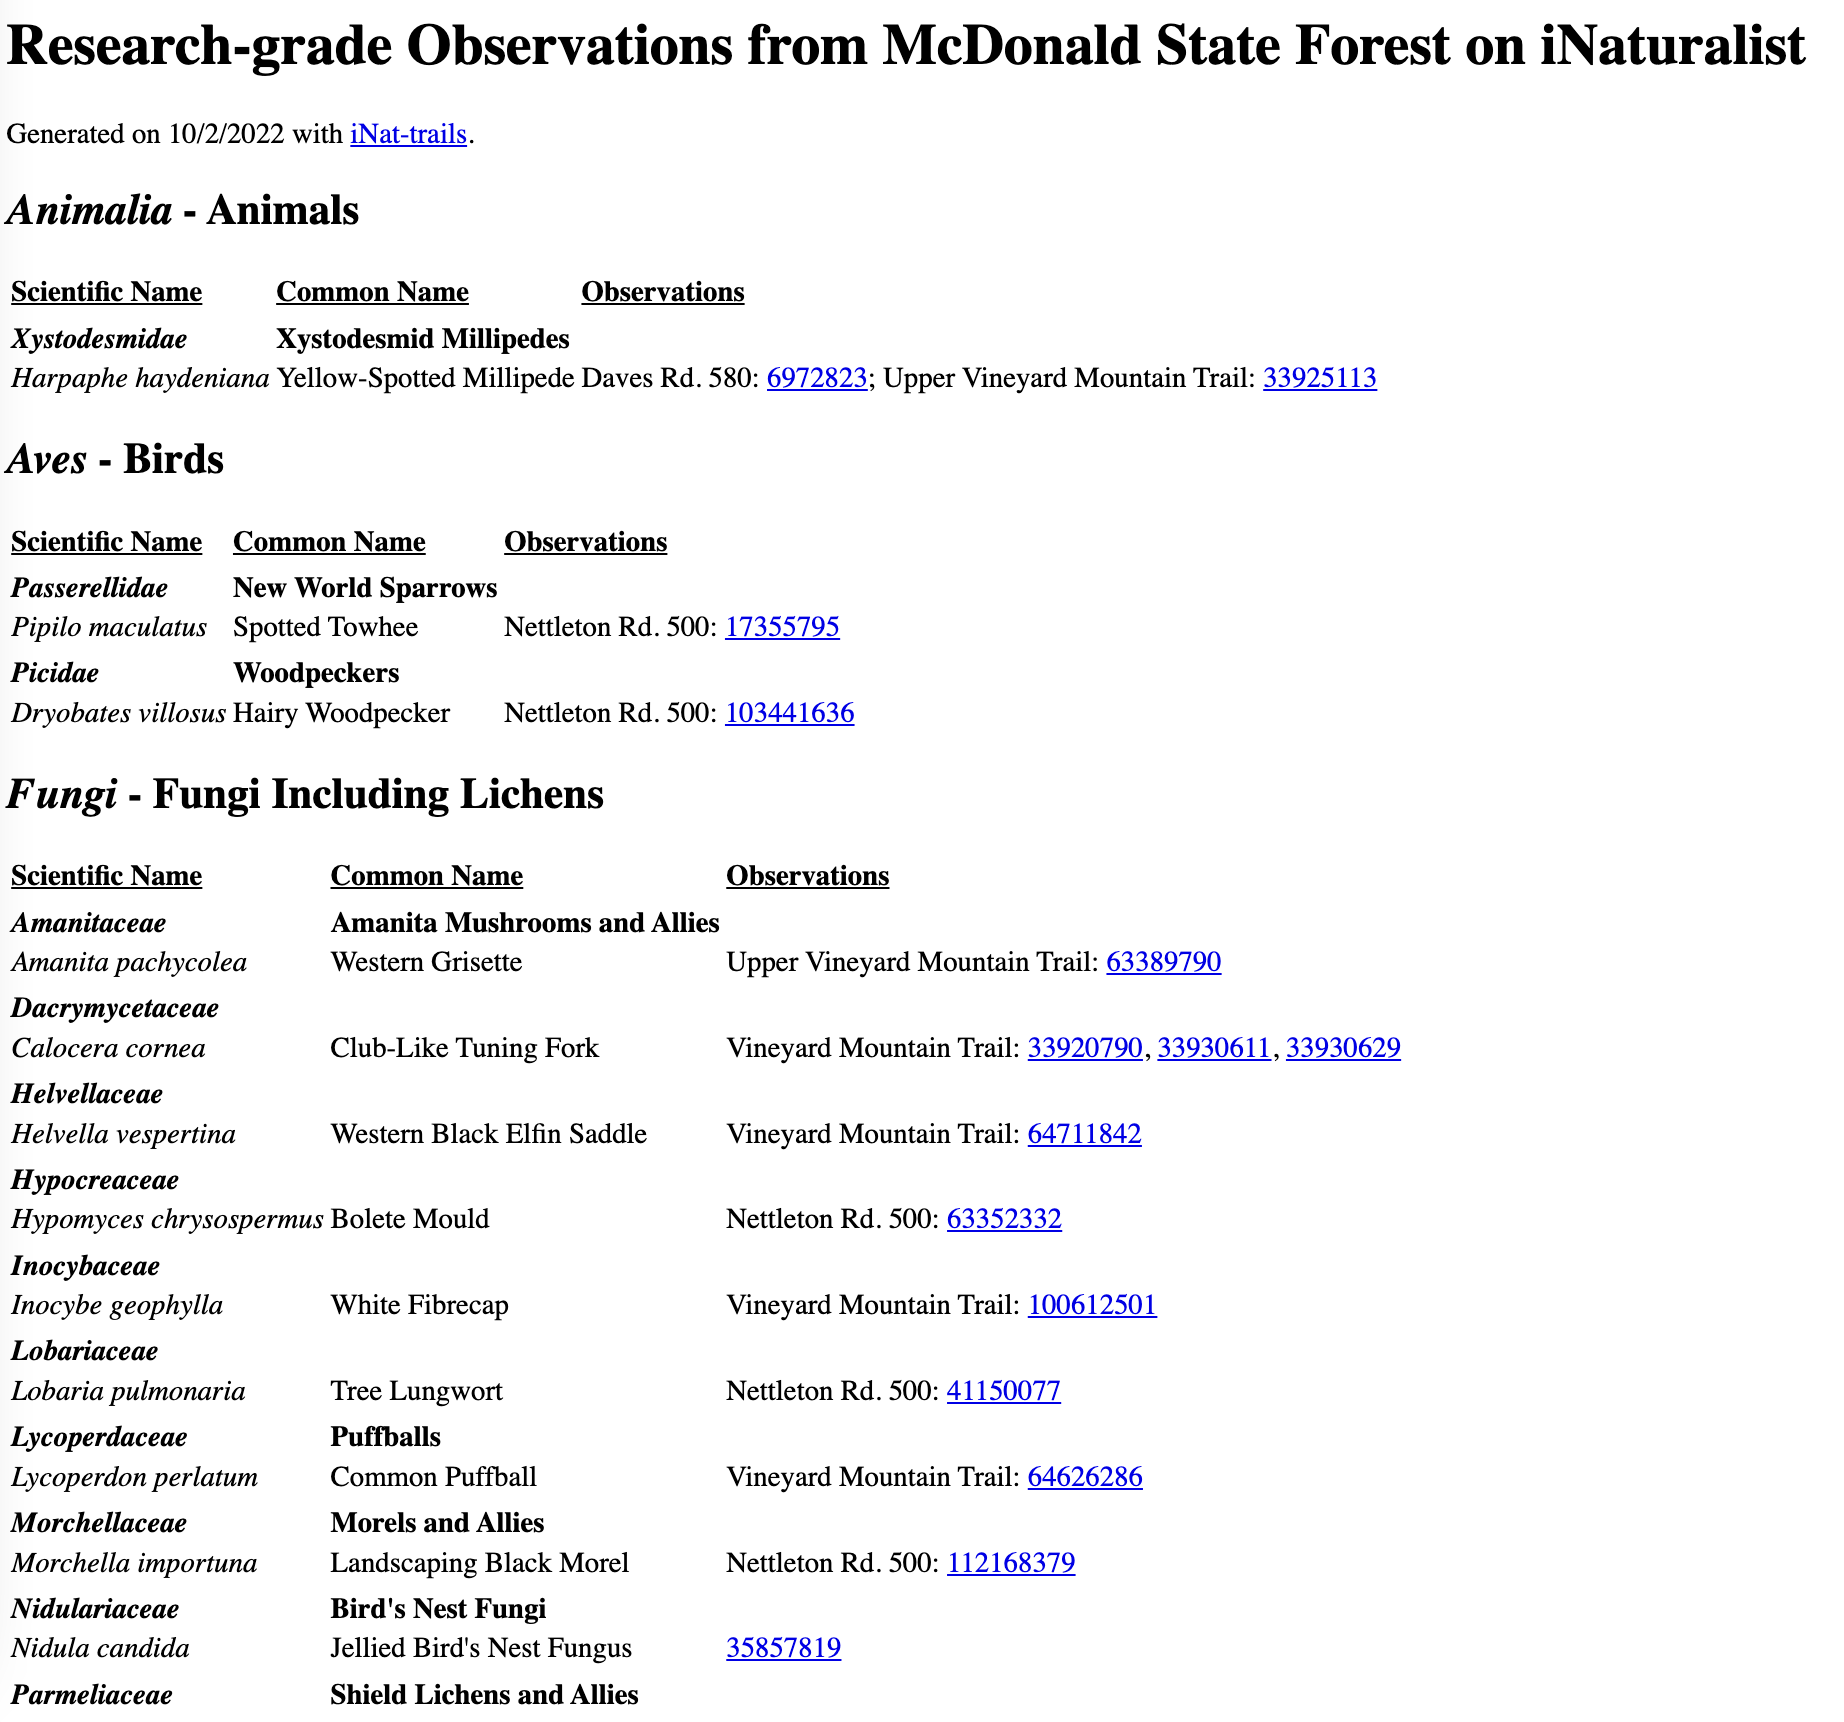 Research-grade Observations from McDonald State Forest on iNaturalist
Generated on 10/2/2022 with iNat-trails.
Animalia - Animals
Scientific Name Common Name Observations
Xystodesmidae Xystodesmid Millipedes
Harpaphe haydeniana Yellow-Spotted Millipede Daves Rd. 580: 6972823; Upper Vineyard Mountain Trail: 33925113
Aves - Birds
Scientific Name Common Name Observations
Passerellidae New World Sparrows
Pipilo maculatus Spotted Towhee Nettleton Rd. 500: 17355795
Picidae Woodpeckers
Dryobates villosus Hairy Woodpecker Nettleton Rd. 500: 103441636
Fungi - Fungi Including Lichens
Scientific Name Common Name Observations
Amanitaceae Amanita Mushrooms and Allies
Amanita pachycolea Western Grisette Upper Vineyard Mountain Trail: 63389790
Dacrymycetaceae
Calocera cornea Club-Like Tuning Fork Vineyard Mountain Trail: 33920790, 33930611, 33930629
Helvellaceae
Helvella vespertina Western Black Elfin Saddle Vineyard Mountain Trail: 64711842
Hypocreaceae
Hypomyces chrysospermus Bolete Mould Nettleton Rd. 500: 63352332
Inocybaceae
Inocybe geophylla White Fibrecap Vineyard Mountain Trail: 100612501
Lobariaceae
Lobaria pulmonaria Tree Lungwort Nettleton Rd. 500: 41150077
Lycoperdaceae Puffballs
Lycoperdon perlatum Common Puffball Vineyard Mountain Trail: 64626286
Morchellaceae Morels and Allies
Morchella importuna Landscaping Black Morel Nettleton Rd. 500: 112168379
Nidulariaceae Bird's Nest Fungi
Nidula candida Jellied Bird's Nest Fungus 35857819
Parmeliaceae Shield Lichens and Allies